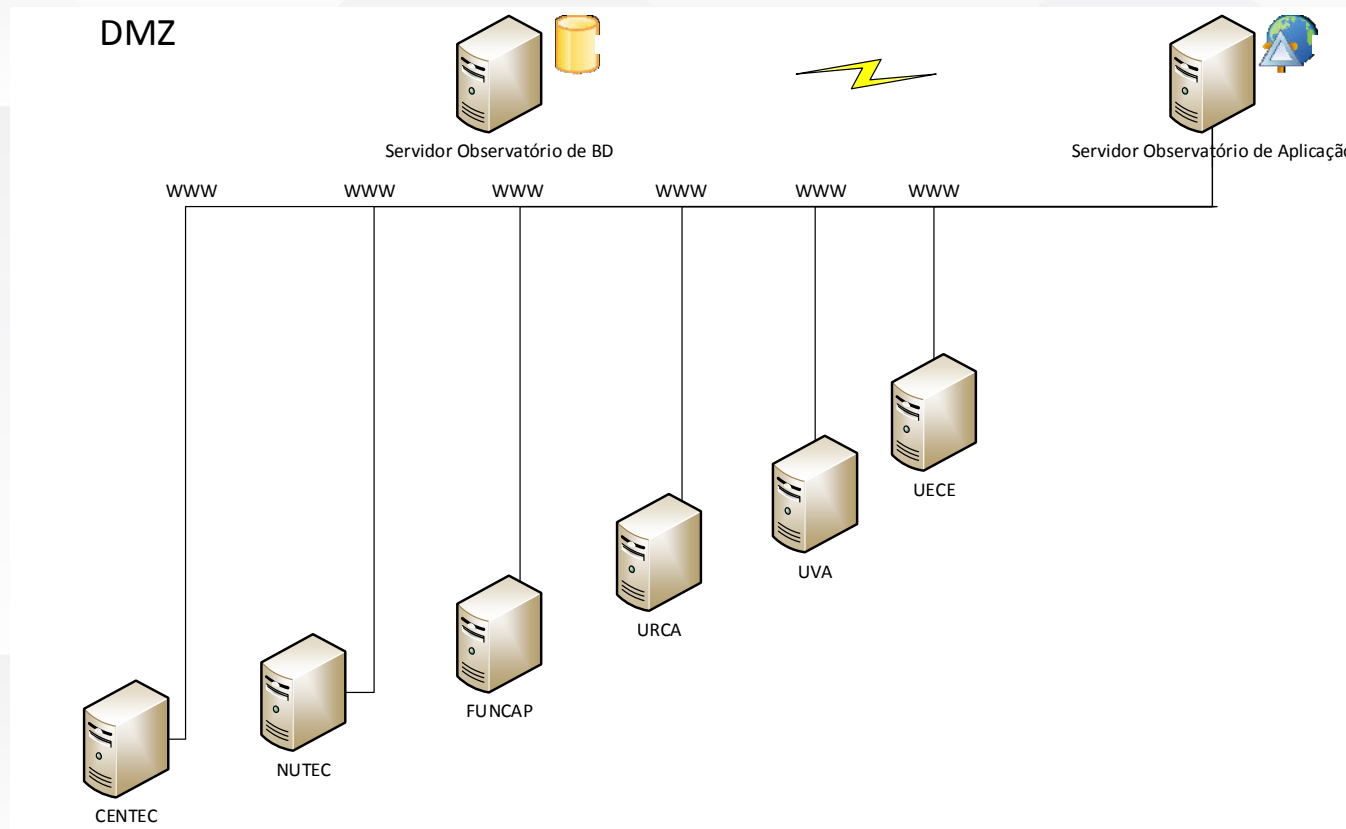 DMZ
Servidor Observatório de BD
Servidor Observatório de Aplicação
WWW WWW WWW WWW WWW WWW
UECE
UVA
URCA
FUNCAP
NUTEC
CENTEC